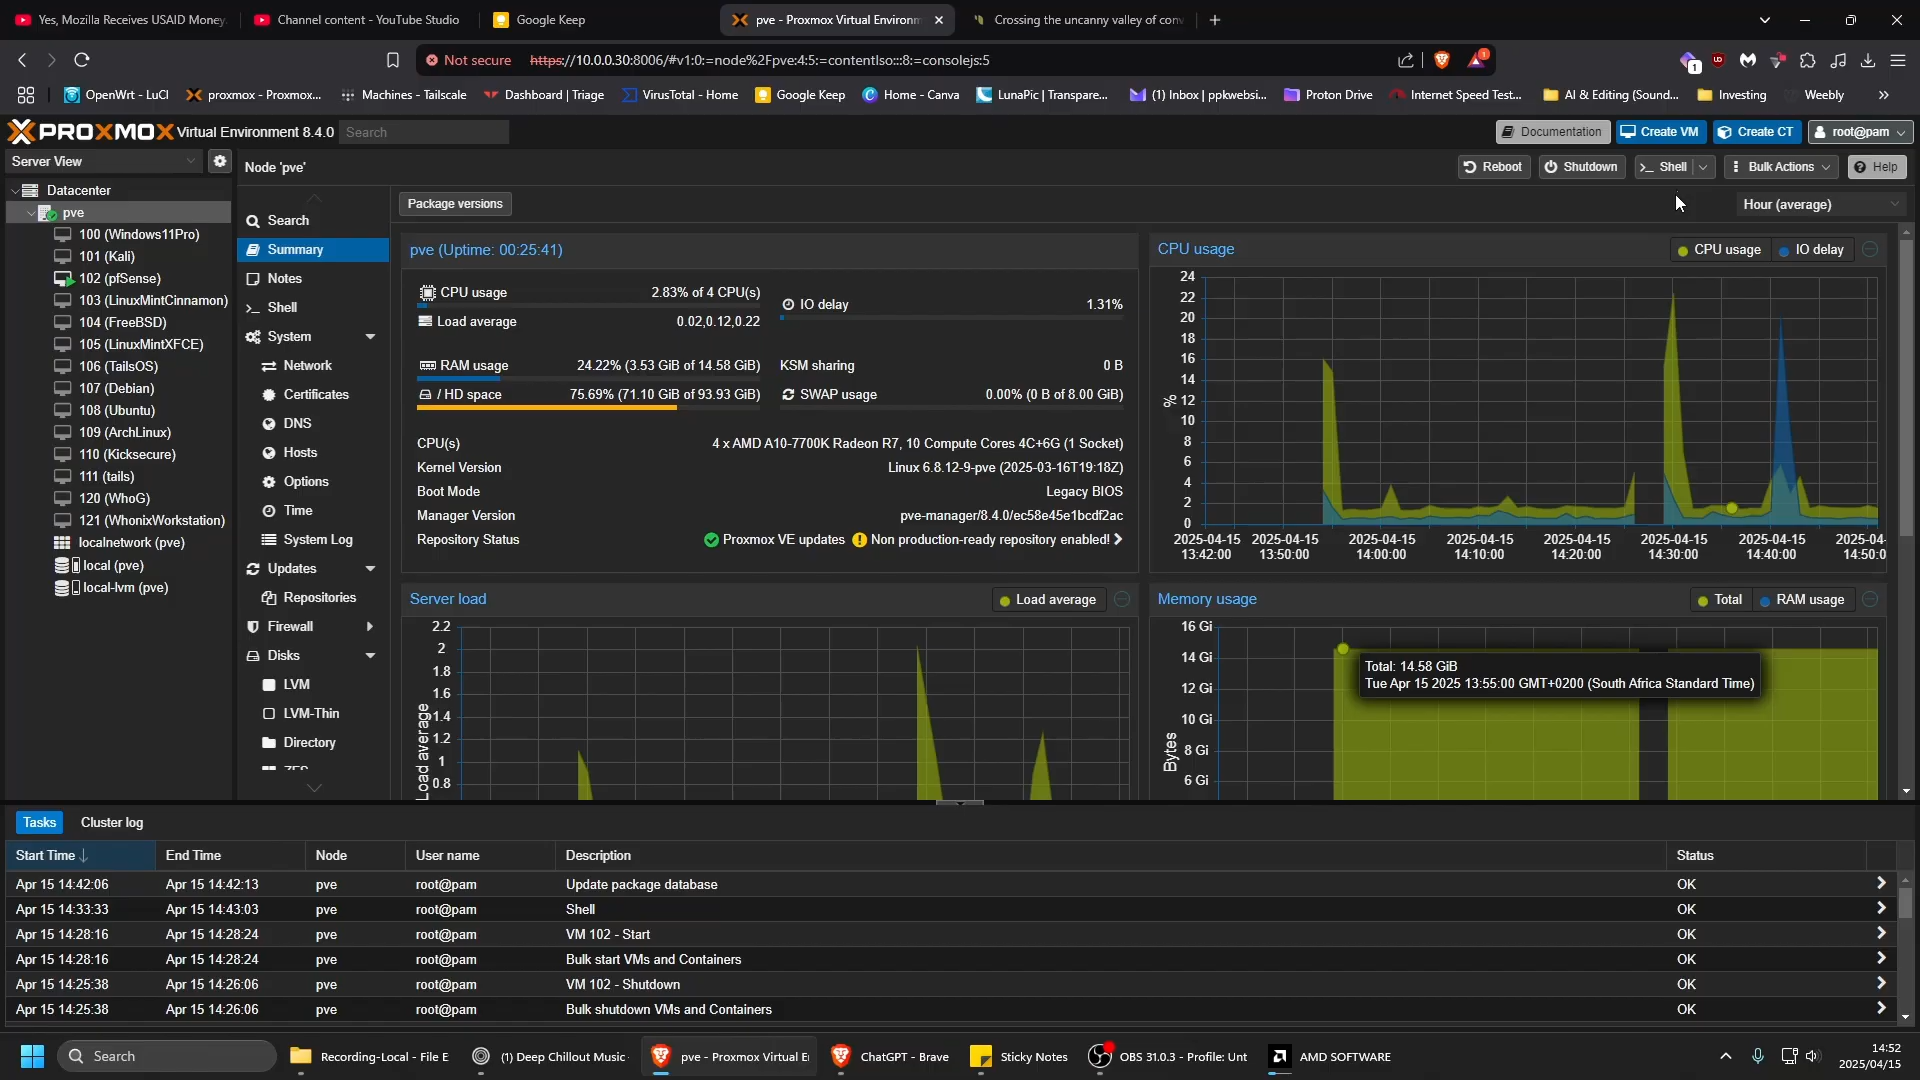 Yes, Mozilla Receives USAID Money.
Channel content - YouTube Studio
Google Keep
pve - Proxmox Virtual Environm
Crossing the uncanny valley of conv
Not secure
https://10.0.0.30:8006/#v1:0:=node%2Fpve:4:5:=contentIso:::8:=consolejs:5
OpenWrt - LuCI
proxmox - Proxmox...
Machines - Tailscale
Dashboard | Triage
VirusTotal - Home
Google Keep
Home - Canva
LunaPic | Transpare...
(1) Inbox | ppkwebsi...
Proton Drive
Internet Speed Test...
AI & Editing (Sound...
Investing
Weebly
PROXMOX Virtual Environment 8.4.0
Search
Documentation
Create VM
Create CT
root@pam
Server View
Node 'pve'
Reboot
Shutdown
Shell
Bulk Actions
Help
Datacenter
pve
100 (Windows11Pro)
101 (Kali)
102 (pfSense)
103 (LinuxMintCinnamon)
104 (FreeBSD)
105 (LinuxMintXFCE)
106 (TailsOS)
107 (Debian)
108 (Ubuntu)
109 (ArchLinux)
110 (Kicksecure)
111 (tails)
120 (WhoG)
121 (WhonixWorkstation)
localnetwork (pve)
local (pve)
local-lvm (pve)
Search
Summary
Notes
Shell
System
Network
Certificates
DNS
Hosts
Options
Time
System Log
Updates
Repositories
Firewall
Disks
LVM
LVM-Thin
Directory
ZFS
Package versions
Hour (average)
pve (Uptime: 00:25:41)
CPU usage 2.83% of 4 CPU(s)
IO delay 1.31%
Load average 0.02,0.12,0.22
RAM usage 24.22% (3.53 GiB of 14.58 GiB)
KSM sharing 0 B
/ HD space 75.69% (71.10 GiB of 93.93 GiB)
SWAP usage 0.00% (0 B of 8.00 GiB)
CPU(s) 4 x AMD A10-7700K Radeon R7, 10 Compute Cores 4C+6G (1 Socket)
Kernel Version Linux 6.8.12-9-pve (2025-03-16T19:18Z)
Boot Mode Legacy BIOS
Manager Version pve-manager/8.4.0/ec58e45e1bcdf2ac
Repository Status Proxmox VE updates Non production-ready repository enabled!
CPU usage
CPU usage
IO delay
24
22
20
18
16
14
12
10
8
6
4
2
0
%
2025-04-15 2025-04-15 2025-04-15 2025-04-15 2025-04-15 2025-04-15 2025-04-15 2025-04
13:42:00 13:50:00 14:00:00 14:10:00 14:20:00 14:30:00 14:40:00 14:50:0
Server load
Load average
2.2
2
1.8
1.6
1.4
1.2
1
0.8
Load average
Memory usage
Total
RAM usage
16 Gi
14 Gi
12 Gi
10 Gi
8 Gi
6 Gi
Bytes
Total: 14.58 GiB
Tue Apr 15 2025 13:55:00 GMT+0200 (South Africa Standard Time)
Tasks
Cluster log
Start Time End Time Node User name Description Status
Apr 15 14:42:06 Apr 15 14:42:13 pve root@pam Update package database OK
Apr 15 14:33:33 Apr 15 14:43:03 pve root@pam Shell OK
Apr 15 14:28:16 Apr 15 14:28:24 pve root@pam VM 102 - Start OK
Apr 15 14:28:16 Apr 15 14:28:24 pve root@pam Bulk start VMs and Containers OK
Apr 15 14:25:38 Apr 15 14:26:06 pve root@pam VM 102 - Shutdown OK
Apr 15 14:25:38 Apr 15 14:26:06 pve root@pam Bulk shutdown VMs and Containers OK
Search
Recording-Local - File E
(1) Deep Chillout Music
pve - Proxmox Virtual E
ChatGPT - Brave
Sticky Notes
OBS 31.0.3 - Profile: Unt
AMD SOFTWARE
14:52
2025/04/15